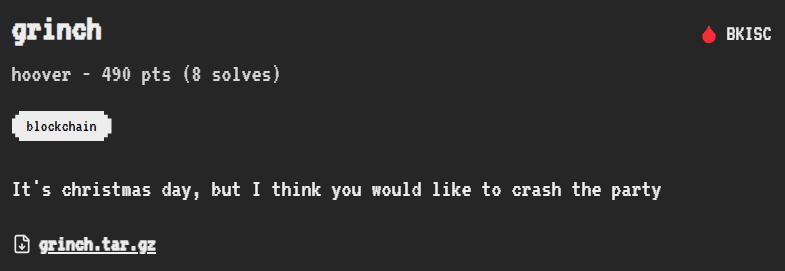 grinch
BKISC
hoover - 490 pts (8 solves)
blockchain
It's christmas day, but I think you would like to crash the party
grinch.tar.gz